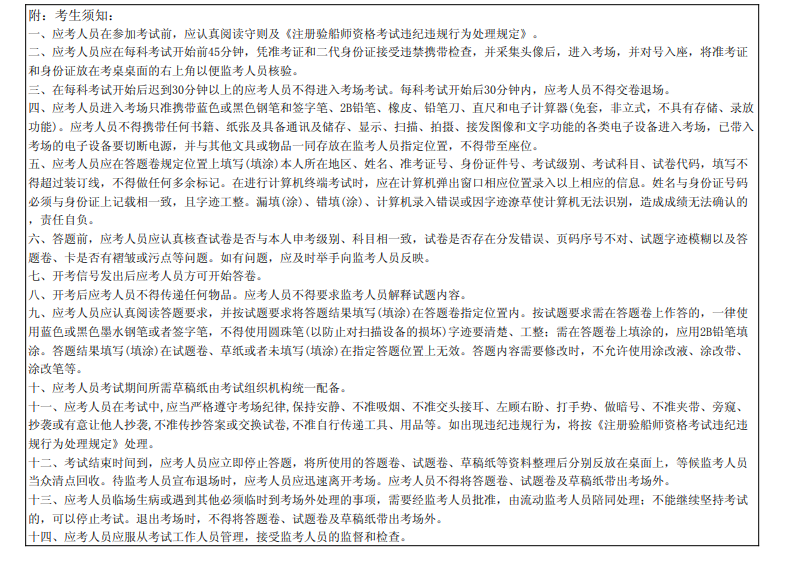 附：考生须知：
一、应考人员在参加考试前，应认真阅读守则及《注册验船师资格考试违纪违规行为处理规定》。
二、应考人员应在每科考试开始前45分钟，凭准考证和二代身份证接受违禁携带检查，并采集头像后，进入考场，并对号入座，将准考证
和身份证放在考桌桌面的右上角以便监考人员核验。
三、在每科考试开始后迟到30分钟以上的应考人员不得进入考场考试。每科考试开始后30分钟内，应考人员不得交卷退场。
四、应考人员进入考场只准携带蓝色或黑色钢笔和签字笔、2B铅笔、橡皮、铅笔刀、直尺和电子计算器(免套，非立式，不具有存储、录放
功能)。应考人员不得携带任何书籍、纸张及具备通讯及储存、显示、扫描、拍摄、接发图像和文字功能的各类电子设备进入考场，已带入
考场的电子设备要切断电源，并与其他文具或物品一同存放在监考人员指定位置，不得带至座位。
五、应考人员应在答题卷规定位置上填写(填涂)本人所在地区、姓名、准考证号、身份证件号、考试级别、考试科目、试卷代码，填写不
得超过装订线，不得做任何多余标记。在进行计算机终端考试时，应在计算机弹出窗口相应位置录入以上相应的信息。姓名与身份证号码
必须与身份证上记载相一致，且字迹工整。漏填(涂)、错填(涂)、计算机录入错误或因字迹潦草使计算机无法识别，造成成绩无法确认的
，责任自负。
六、答题前，应考人员应认真核查试卷是否与本人申考级别、科目相一致，试卷是否存在分发错误、页码序号不对、试题字迹模糊以及答
题卷、卡是否有褶皱或污点等问题。如有问题，应及时举手向监考人员反映。
七、开考信号发出后应考人员方可开始答卷。
八、开考后应考人员不得传递任何物品。应考人员不得要求监考人员解释试题内容。
九、应考人员应认真阅读答题要求，并按试题要求将答题结果填写(填涂)在答题卷指定位置内。按试题要求需在答题卷上作答的，一律使
用蓝色或黑色墨水钢笔或者签字笔，不得使用圆珠笔(以防止对扫描设备的损坏)字迹要清楚、工整；需在答题卷上填涂的，应用2B铅笔填
涂。答题结果填写(填涂)在试题卷、草纸或者未填写(填涂)在指定答题位置上无效。答题内容需要修改时，不允许使用涂改液、涂改带、
涂改笔等。
十、应考人员考试期间所需草稿纸由考试组织机构统一配备。
十一、应考人员在考试中,应当严格遵守考场纪律,保持安静、不准吸烟、不准交头接耳、左顾右盼、打手势、做暗号、不准夹带、旁窥、
抄袭或有意让他人抄袭,不准传抄答案或交换试卷,不准自行传递工具、用品等。如出现违纪违规行为，将按《注册验船师资格考试违纪违
规行为处理规定》处理。
十二、考试结束时间到，应考人员应立即停止答题，将所使用的答题卷、试题卷、草稿纸等资料整理后分别反放在桌面上，等候监考人员
当众清点回收。待监考人员宣布退场时，应考人员应迅速离开考场。应考人员不得将答题卷、试题卷及草稿纸带出考场外。
十三、应考人员临场生病或遇到其他必须临时到考场外处理的事项，需要经监考人员批准，由流动监考人员陪同处理；不能继续坚持考试
的，可以停止考试。退出考场时，不得将答题卷、试题卷及草稿纸带出考场外。
十四、应考人员应服从考试工作人员管理，接受监考人员的监督和检查。